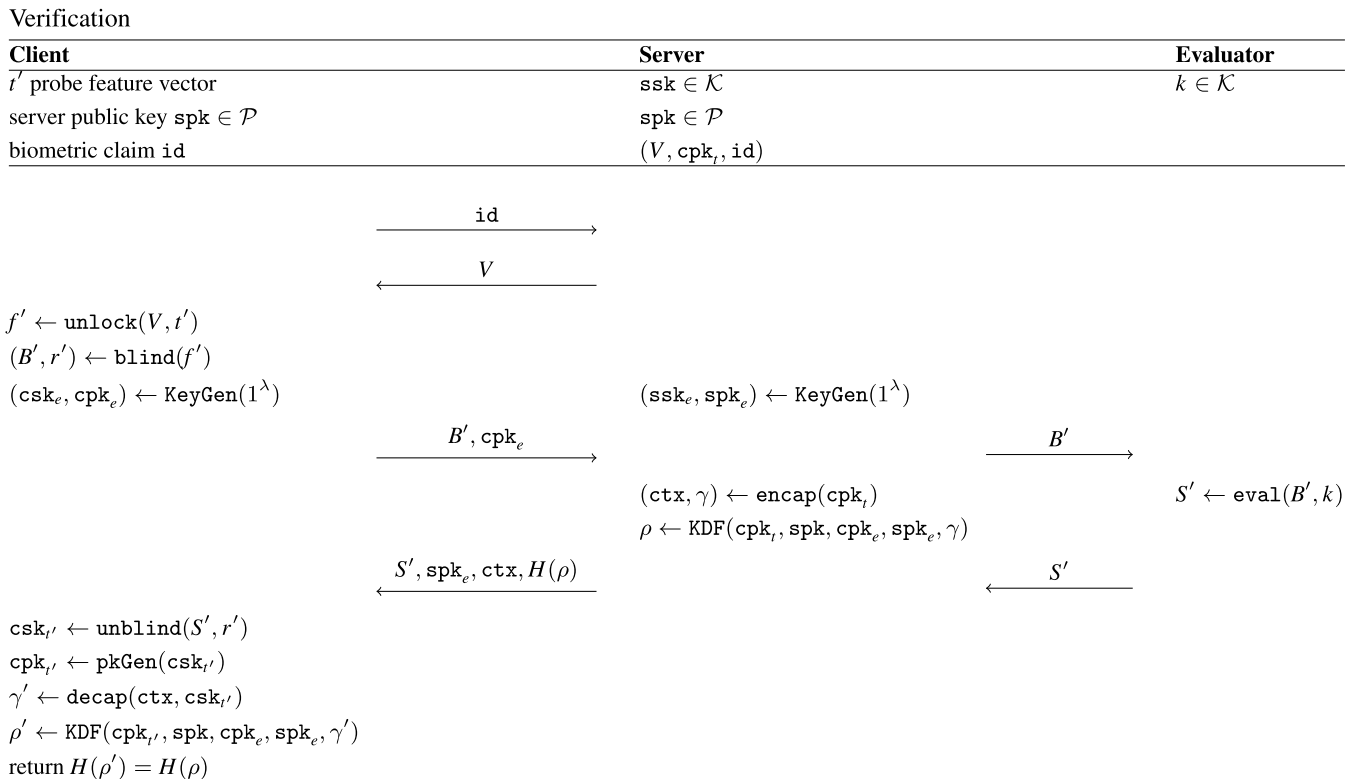 Verification
Client Server Evaluator
t′ probe feature vector ssk ∈ 𝒦 k ∈ 𝒦
server public key spk ∈ 𝒫 spk ∈ 𝒫
biometric claim id (V, cpk_t, id)
id
V
f′ ← unlock(V, t′)
(B′, r′) ← blind(f′)
(csk_e, cpk_e) ← KeyGen(1^λ) (ssk_e, spk_e) ← KeyGen(1^λ)
B′, cpk_e B′
(ctx, γ) ← encap(cpk_t) S′ ← eval(B′, k)
ρ ← KDF(cpk_t, spk, cpk_e, spk_e, γ)
S′, spk_e, ctx, H(ρ) S′
csk_t′ ← unblind(S′, r′)
cpk_t′ ← pkGen(csk_t′)
γ′ ← decap(ctx, csk_t′)
ρ′ ← KDF(cpk_t′, spk, cpk_e, spk_e, γ′)
return H(ρ′) = H(ρ)